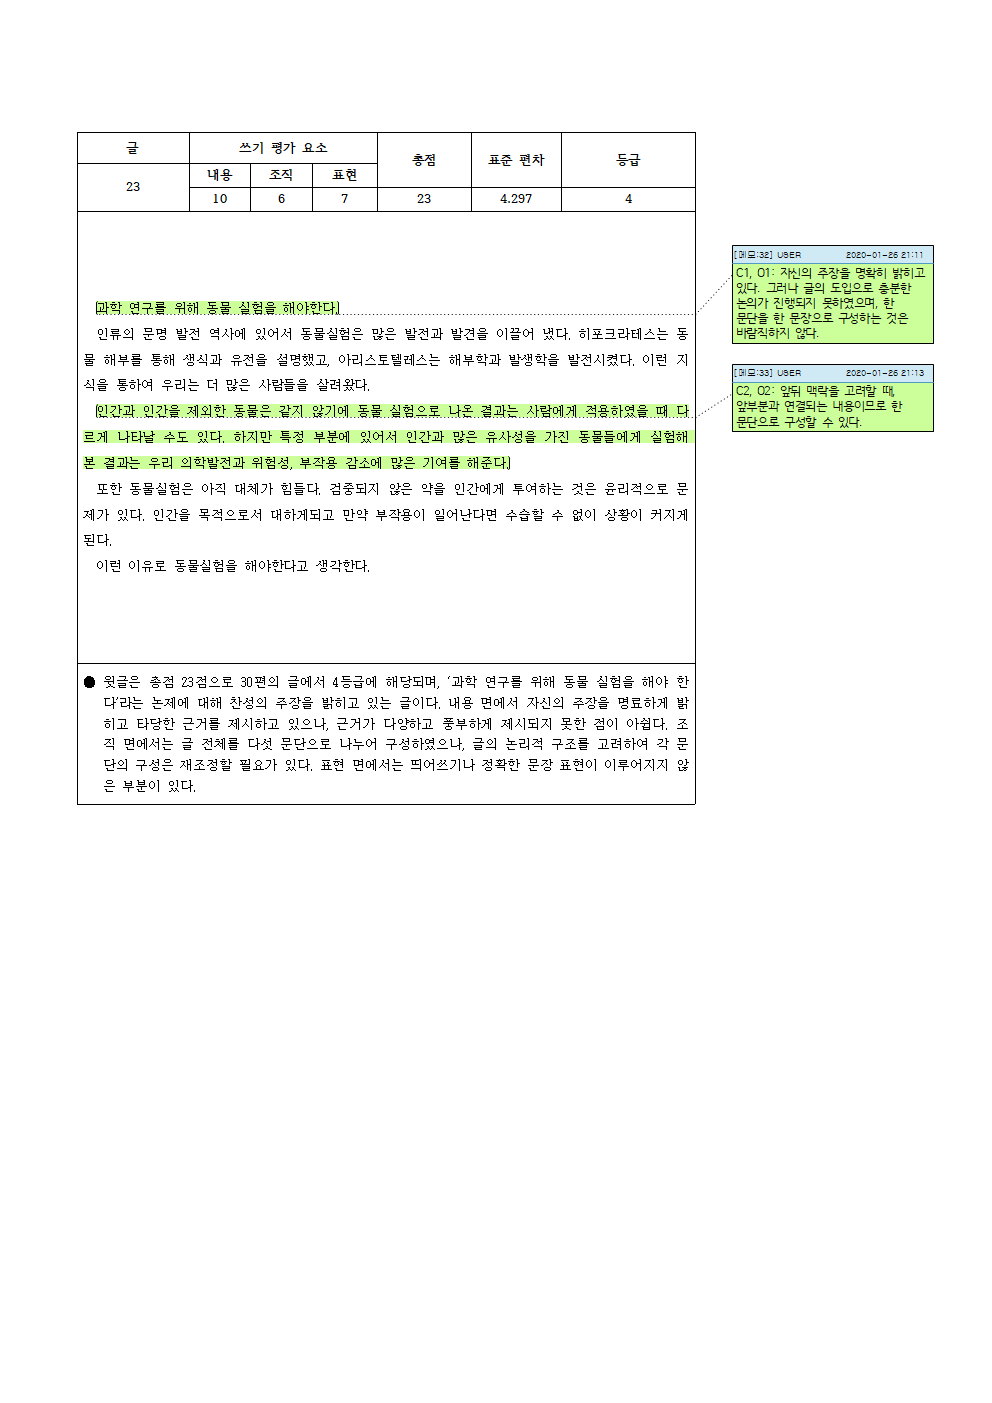 글 쓰기 평가 요소 총점 표준 편차 등급
23 내용 조직 표현
10 6 7 23 4.297 4
과학 연구를 위해 동물 실험을 해야한다.
인류의 문명 발전 역사에 있어서 동물실험은 많은 발전과 발견을 이끌어 냈다. 히포크라테스는 동
물 해부를 통해 생식과 유전을 설명했고, 아리스토텔레스는 해부학과 발생학을 발전시켰다. 이런 지
식을 통하여 우리는 더 많은 사람들을 살려왔다.
인간과 인간을 제외한 동물은 같지 않기에 동물 실험으로 나온 결과는 사람에게 적용하였을 때 다
르게 나타날 수도 있다. 하지만 특정 부분에 있어서 인간과 많은 유사성을 가진 동물들에게 실험해
본 결과는 우리 의학발전과 위험성, 부작용 감소에 많은 기여를 해준다.
또한 동물실험은 아직 대체가 힘들다. 검중되지 않은 약을 인간에게 투여하는 것은 윤리적으로 문
제가 있다. 인간을 목적으로서 대하게되고 만약 부작용이 일어난다면 수습할 수 없이 상황이 커지게
된다.
이런 이유로 동물실험을 해야한다고 생각한다.
● 윗글은 총점 23점으로 30편의 글에서 4등급에 해당되며, '과학 연구를 위해 동물 실험을 해야 한
다'라는 논제에 대해 찬성의 주장을 밝히고 있는 글이다. 내용 면에서 자신의 주장을 명료하게 밝
히고 타당한 근거를 제시하고 있으나, 근거가 다양하고 풍부하게 제시되지 못한 점이 아쉽다. 조
직 면에서는 글 전체를 다섯 문단으로 나누어 구성하였으나, 글의 논리적 구조를 고려하여 각 문
단의 구성은 재조정할 필요가 있다. 표현 면에서는 띄어쓰기나 정확한 문장 표현이 이루어지지 않
은 부분이 있다.
[메모:32] USER 2020-01-26 21:11
C1, O1: 자신의 주장을 명확히 밝히고
있다. 그러나 글의 도입으로 충분한
논의가 진행되지 못하였으며, 한
문단을 한 문장으로 구성하는 것은
바람직하지 않다.
[메모:33] USER 2020-01-26 21:13
C2, O2: 앞뒤 맥락을 고려할 때,
앞부분과 연결되는 내용이므로 한
문단으로 구성할 수 있다.